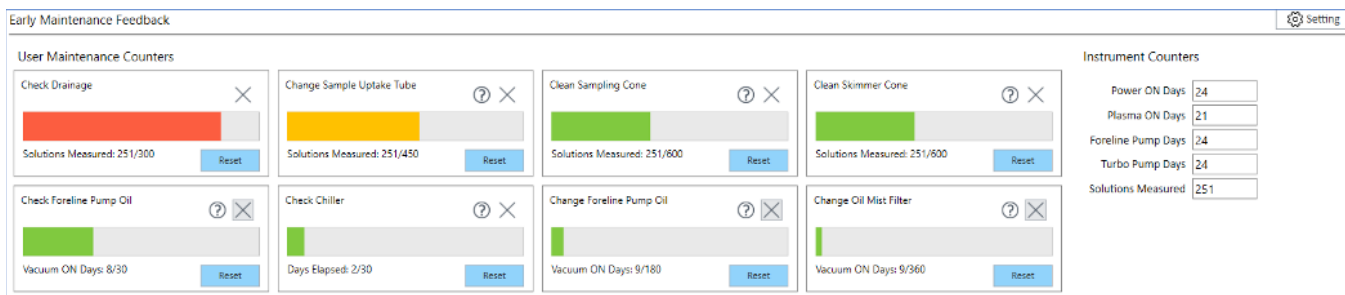 Early Maintenance Feedback
Setting
User Maintenance Counters
Instrument Counters
Check Drainage
Solutions Measured: 251/300
Reset
Change Sample Uptake Tube
?
Solutions Measured: 251/450
Reset
Clean Sampling Cone
?
Solutions Measured: 251/600
Reset
Clean Skimmer Cone
?
Solutions Measured: 251/600
Reset
Power ON Days 24
Plasma ON Days 21
Foreline Pump Days 24
Turbo Pump Days 24
Solutions Measured 251
Check Foreline Pump Oil
?
Vacuum ON Days: 8/30
Reset
Check Chiller
?
Days Elapsed: 2/30
Reset
Change Foreline Pump Oil
?
Vacuum ON Days: 9/180
Reset
Change Oil Mist Filter
?
Vacuum ON Days: 9/360
Reset